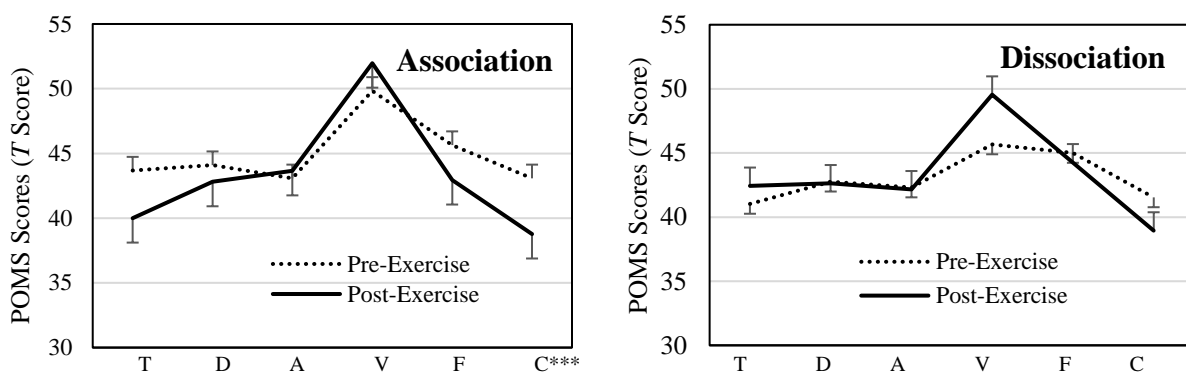 POMS Scores (T Score)
55
50
45
40
35
30
Association
Pre-Exercise
Post-Exercise
T D A V F C***
POMS Scores (T Score)
55
50
45
40
35
30
Dissociation
Pre-Exercise
Post-Exercise
T D A V F C